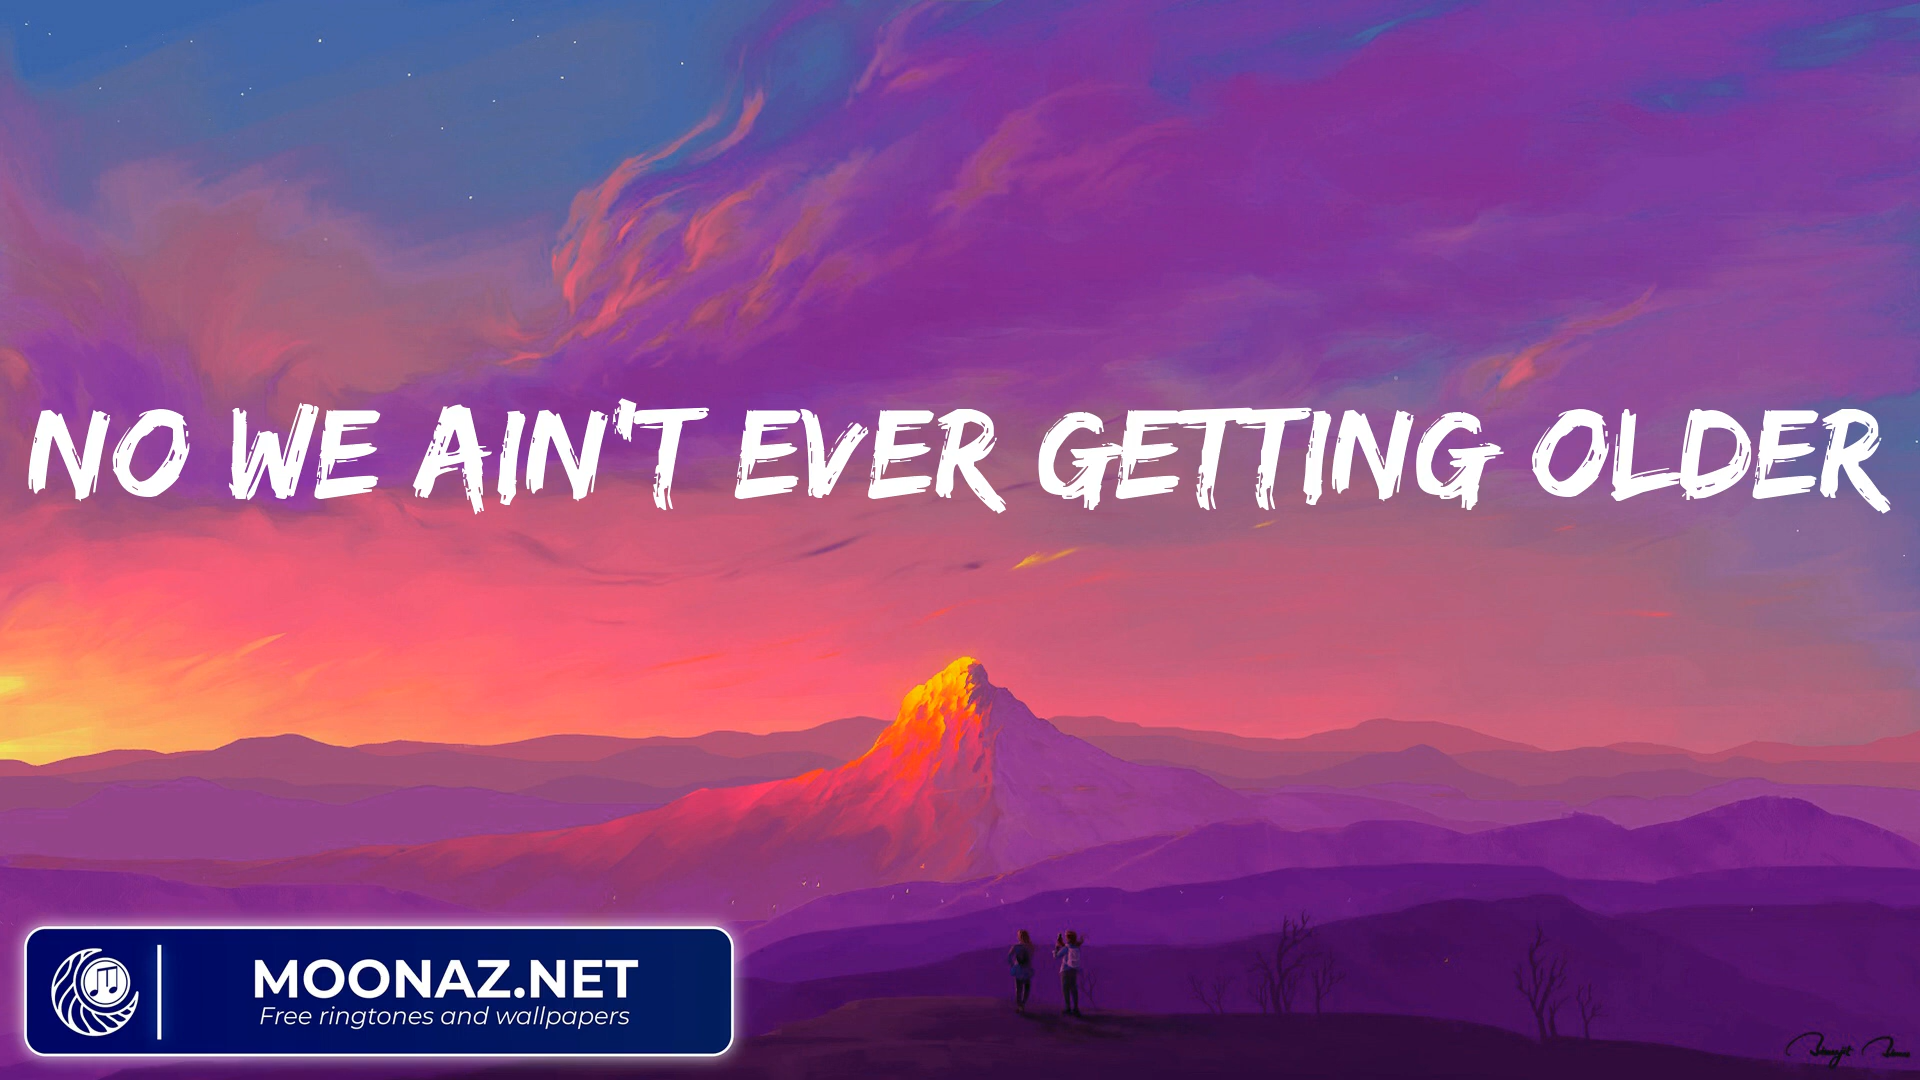 NO WE AIN'T EVER GETTING OLDER
MOONAZ.NET
Free ringtones and wallpapers